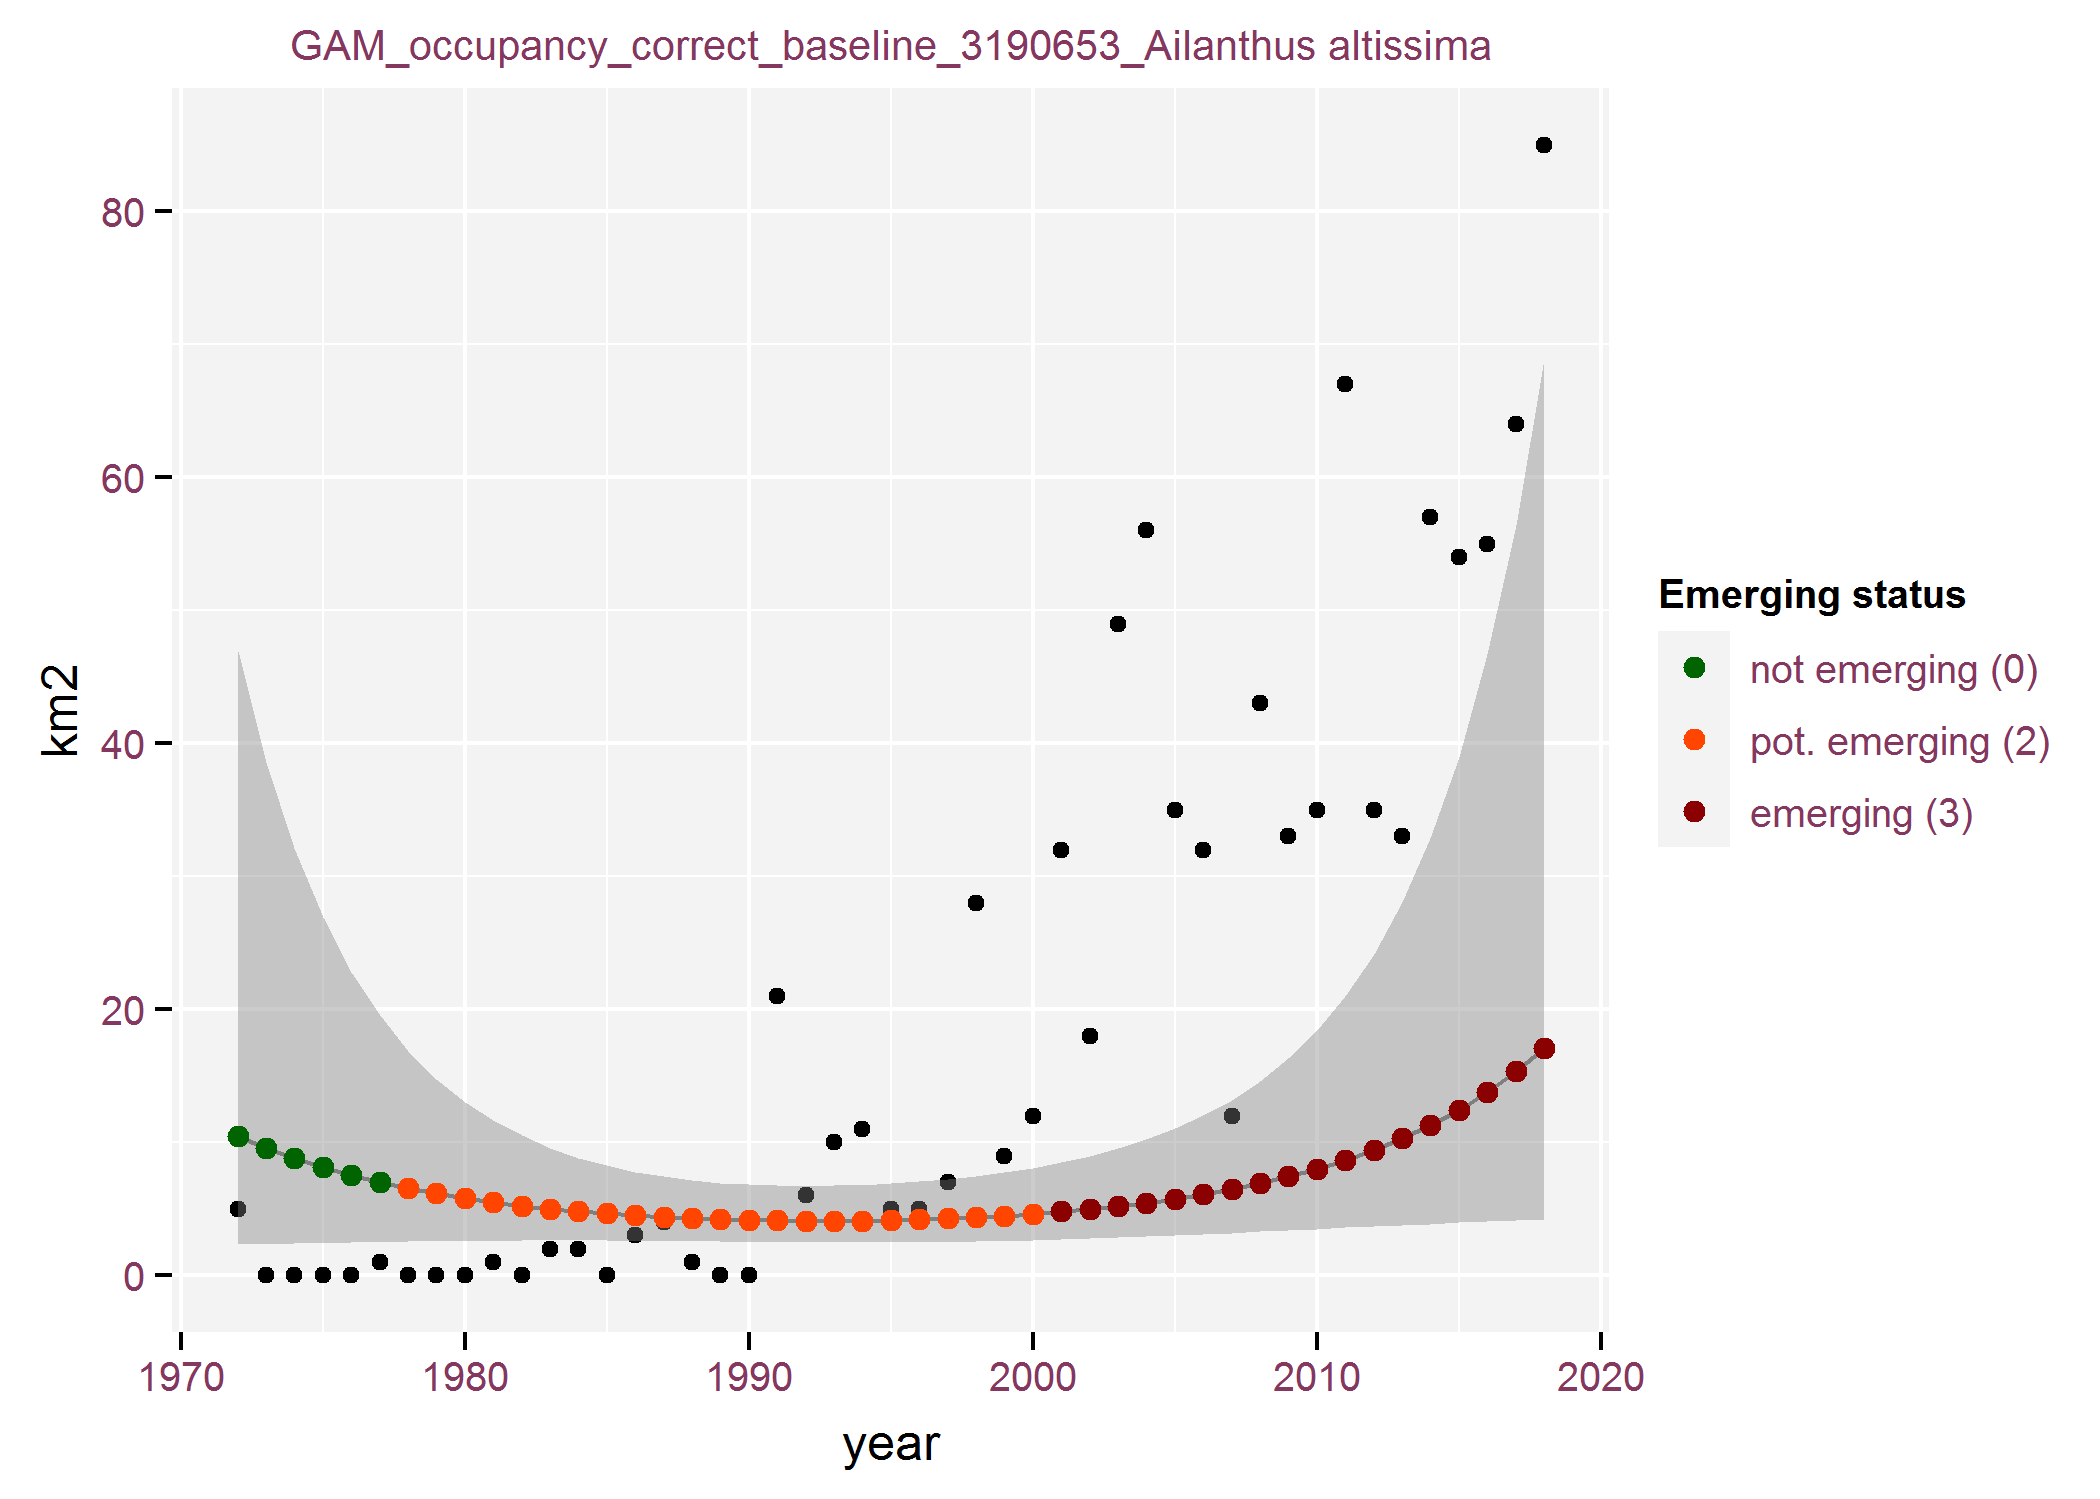 GAM_occupancy_correct_baseline_3190653_Ailanthus altissima
80
60
40
20
0
km2
1970 1980 1990 2000 2010 2020
year
Emerging status
not emerging (0)
pot. emerging (2)
emerging (3)